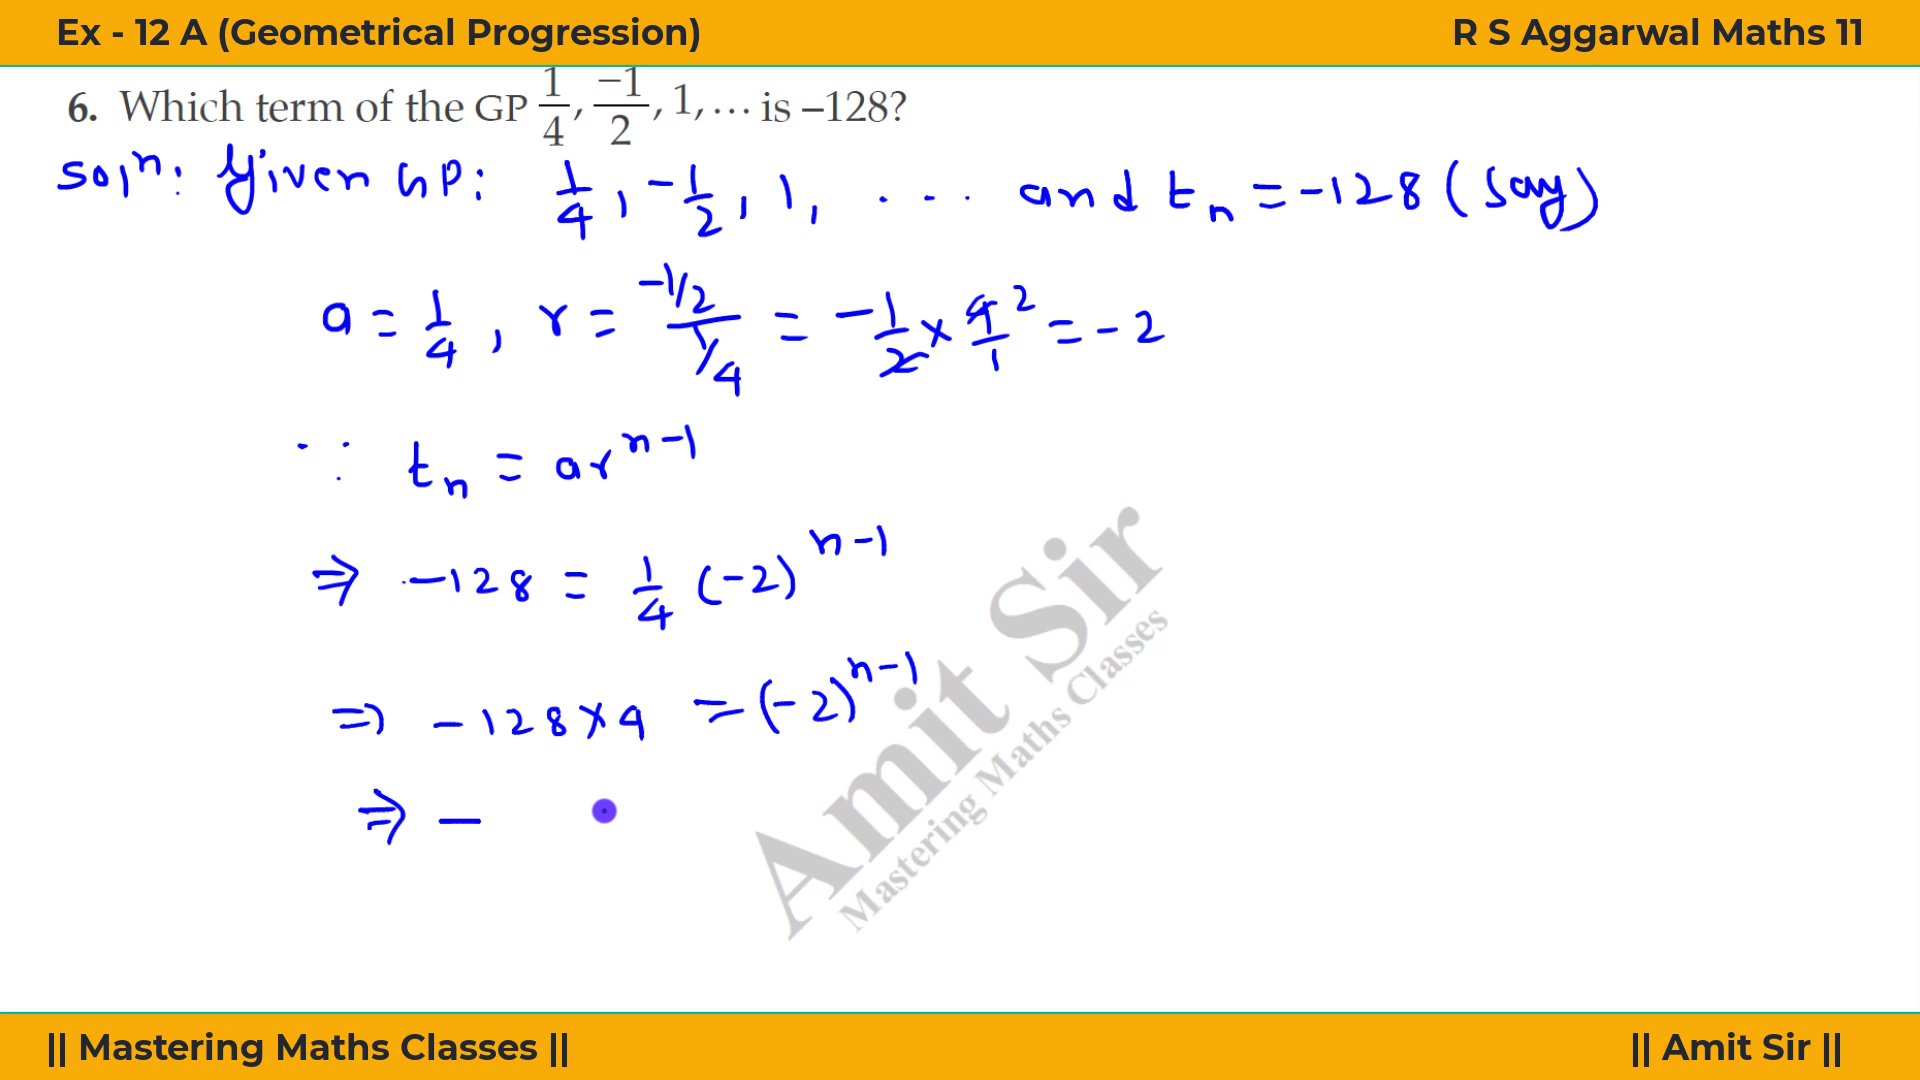 Ex - 12 A (Geometrical Progression)
R S Aggarwal Maths 11
6. Which term of the GP 1/4, -1/2, 1, ... is –128?
Soln: Given GP: 1/4, -1/2, 1, ... and tn = -128 (say)
a = 1/4, r = (-1/2)/(1/4) = -1/2 × 4/1 2 = -2
∵ tn = ar^(n-1)
⇒ -128 = 1/4 (-2)^(n-1)
⇒ -128 × 4 = (-2)^(n-1)
⇒ -
Amit Sir
Mastering Maths Classes
|| Mastering Maths Classes ||
|| Amit Sir ||